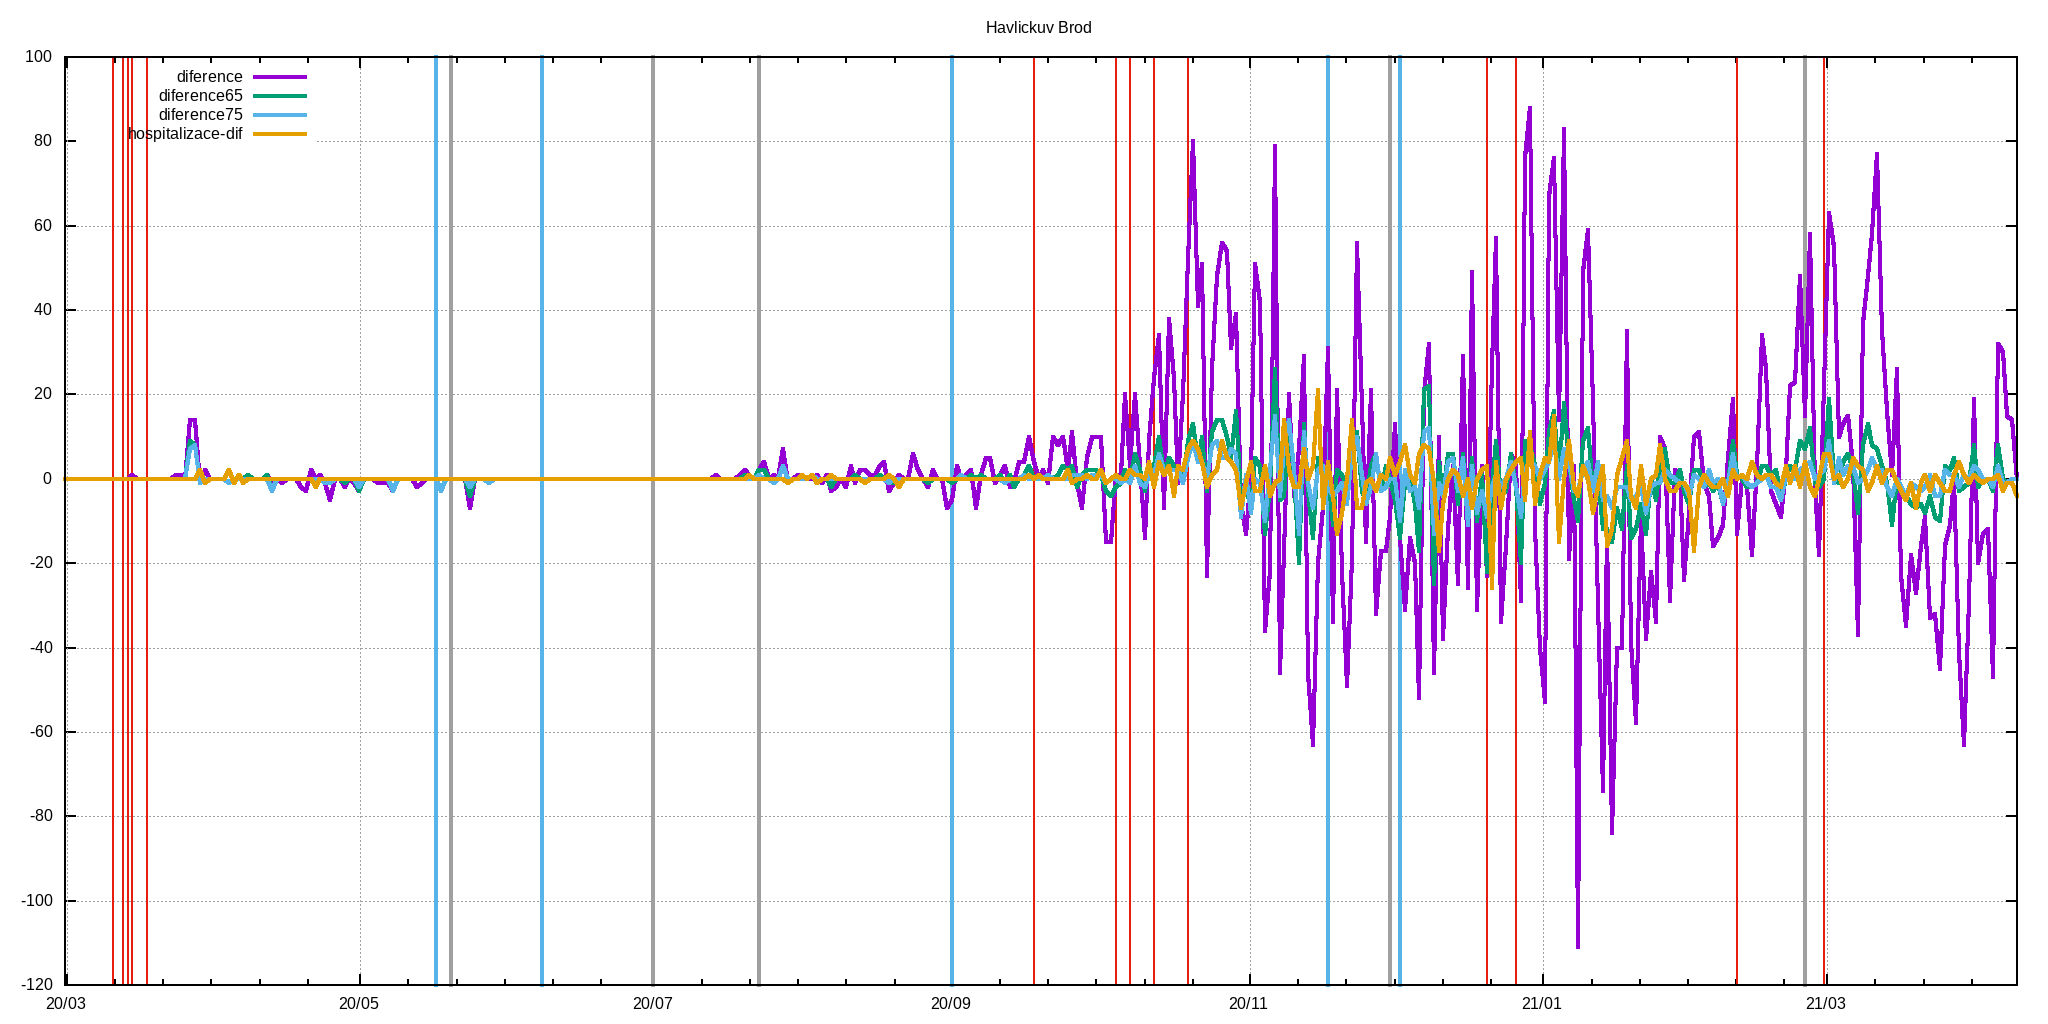 Havlickuv Brod
100
diference
diference65
diference75
hospitalizace-dif
80
60
40
20
0
-20
-40
-60
-80
-100
-120
20/03 20/05 20/07 20/09 20/11 21/01 21/03